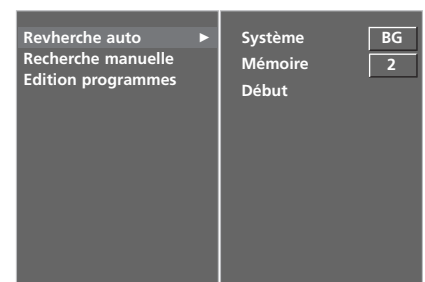 Revherche auto ►
Recherche manuelle
Edition programmes
Système BG
Mémoire 2
Début